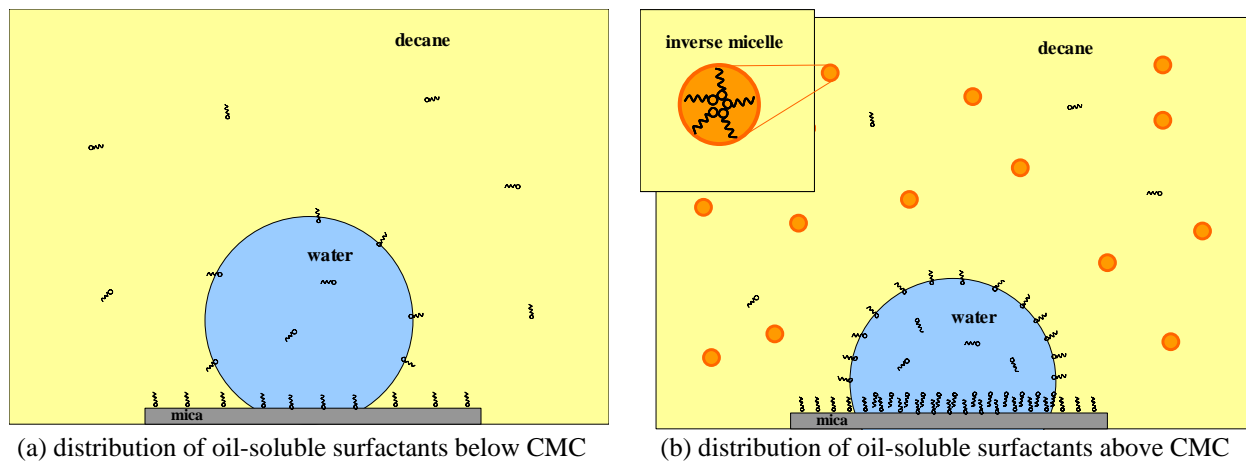 decane
water
mica
(a) distribution of oil-soluble surfactants below CMC
inverse micelle
decane
water
mica
(b) distribution of oil-soluble surfactants above CMC